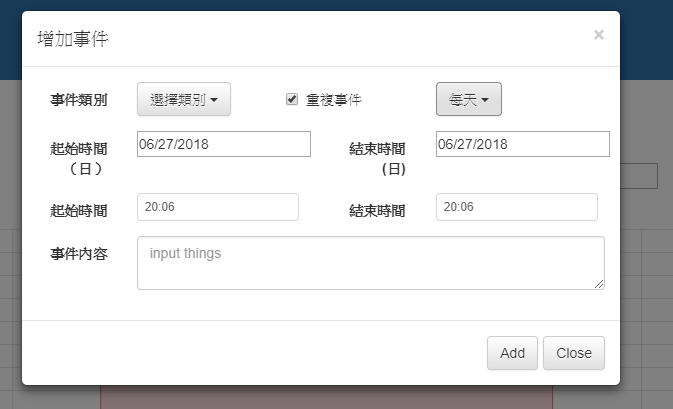 增加事件 ×
事件類別 選擇類別 重複事件 每天
起始時間 06/27/2018 結束時間 06/27/2018
（日） (日)
起始時間 20:06 結束時間 20:06
事件內容 input things
Add Close